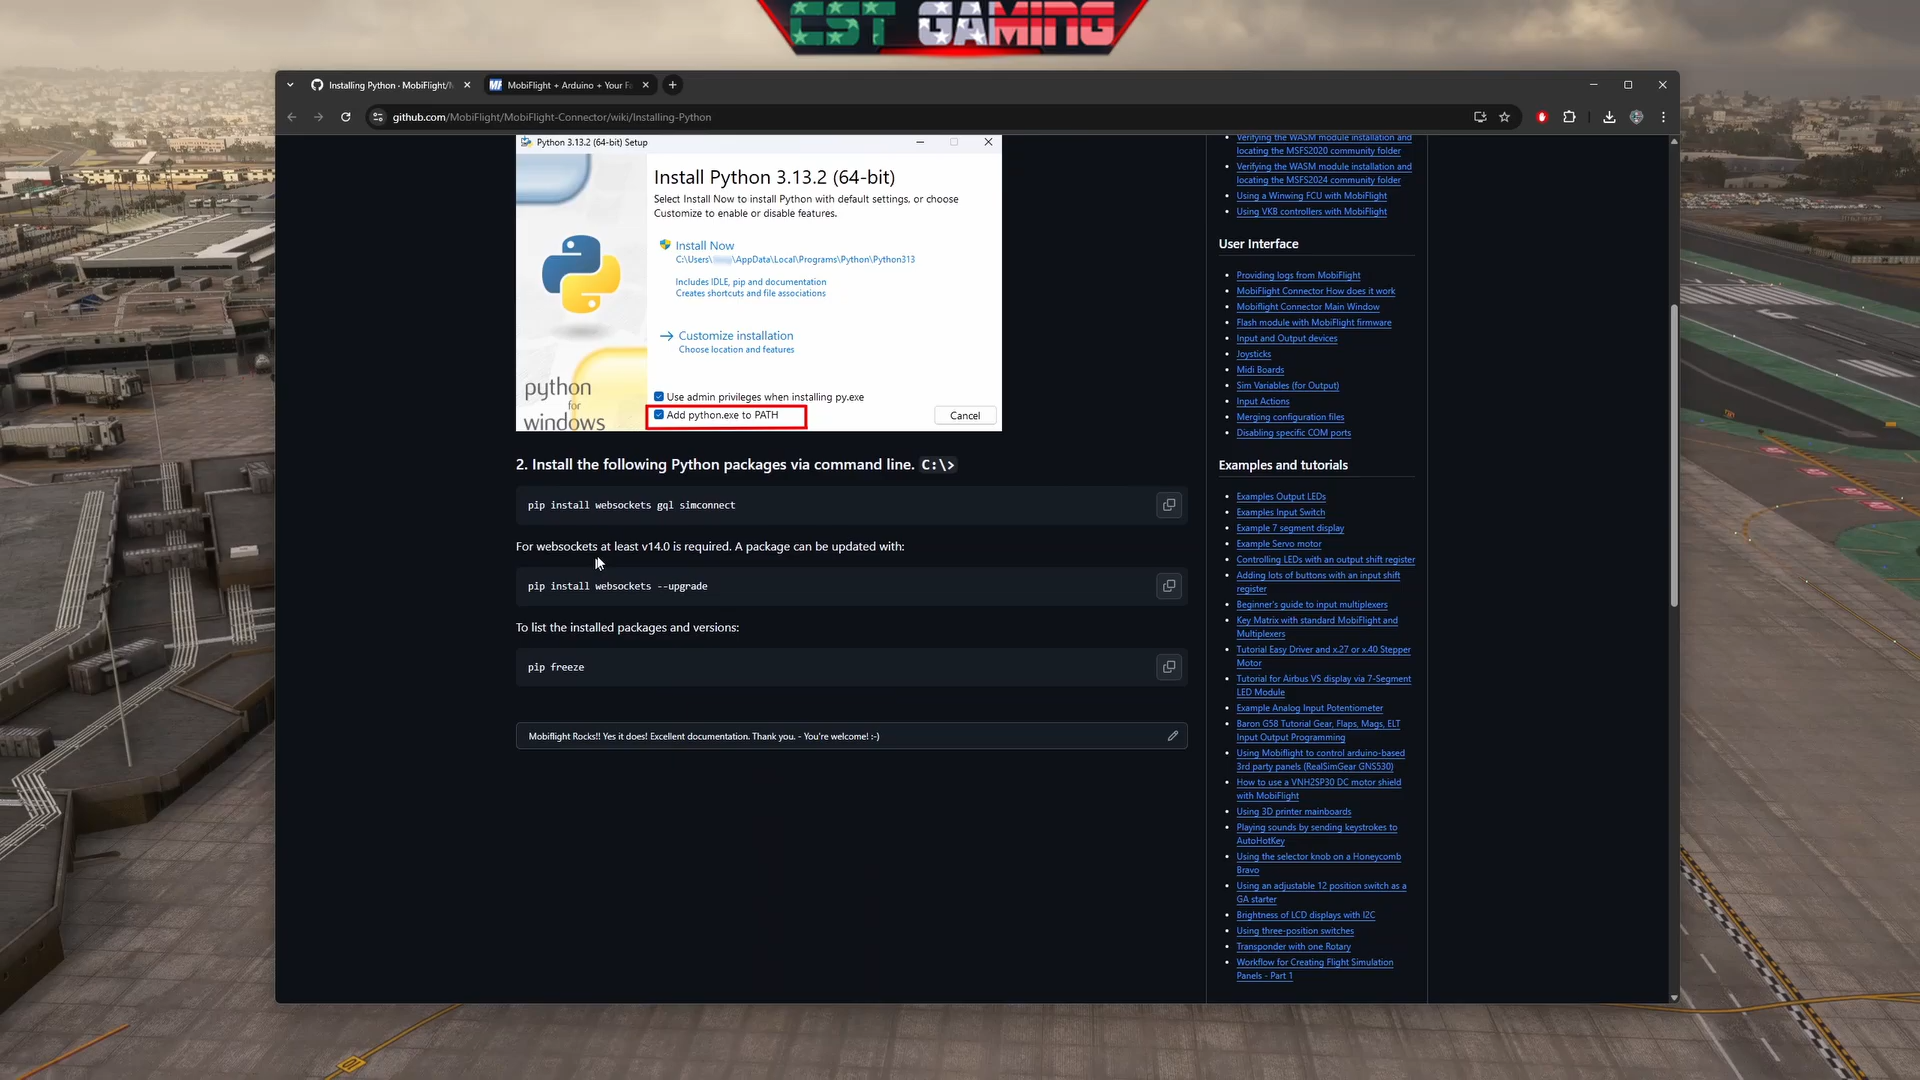 CST GAMING
Installing Python · MobiFlight/
MobiFlight + Arduino + Your Fa
github.com/MobiFlight/MobiFlight-Connector/wiki/Installing-Python
Python 3.13.2 (64-bit) Setup
Install Python 3.13.2 (64-bit)
Select Install Now to install Python with default settings, or choose
Customize to enable or disable features.
Install Now
C:\Users\ \AppData\Local\Programs\Python\Python313
Includes IDLE, pip and documentation
Creates shortcuts and file associations
Customize installation
Choose location and features
python
for
windows
Use admin privileges when installing py.exe
Add python.exe to PATH
Cancel
2. Install the following Python packages via command line. C:\>
pip install websockets gql simconnect
For websockets at least v14.0 is required. A package can be updated with:
pip install websockets --upgrade
To list the installed packages and versions:
pip freeze
Mobiflight Rocks!! Yes it does! Excellent documentation. Thank you. - You're welcome! :-)
Verifying the WASM module installation and
locating the MSFS2020 community folder
Verifying the WASM module installation and
locating the MSFS2024 community folder
Using a Winwing FCU with MobiFlight
Using VKB controllers with MobiFlight
User Interface
Providing logs from MobiFlight
MobiFlight Connector How does it work
Mobiflight Connector Main Window
Flash module with MobiFlight firmware
Input and Output devices
Joysticks
Midi Boards
Sim Variables (for Output)
Input Actions
Merging configuration files
Disabling specific COM ports
Examples and tutorials
Examples Output LEDs
Examples Input Switch
Example 7 segment display
Example Servo motor
Controlling LEDs with an output shift register
Adding lots of buttons with an input shift
register
Beginner's guide to input multiplexers
Key Matrix with standard MobiFlight and
Multiplexers
Tutorial Easy Driver and x.27 or x.40 Stepper
Motor
Tutorial for Airbus VS display via 7-Segment
LED Module
Example Analog Input Potentiometer
Baron G58 Tutorial Gear, Flaps, Mags, ELT
Input Output Programming
Using Mobiflight to control arduino-based
3rd party panels (RealSimGear GNS530)
How to use a VNH2SP30 DC motor shield
with MobiFlight
Using 3D printer mainboards
Playing sounds by sending keystrokes to
AutoHotKey
Using the selector knob on a Honeycomb
Bravo
Using an adjustable 12 position switch as a
GA starter
Brightness of LCD displays with I2C
Using three-position switches
Transponder with one Rotary
Workflow for Creating Flight Simulation
Panels - Part 1